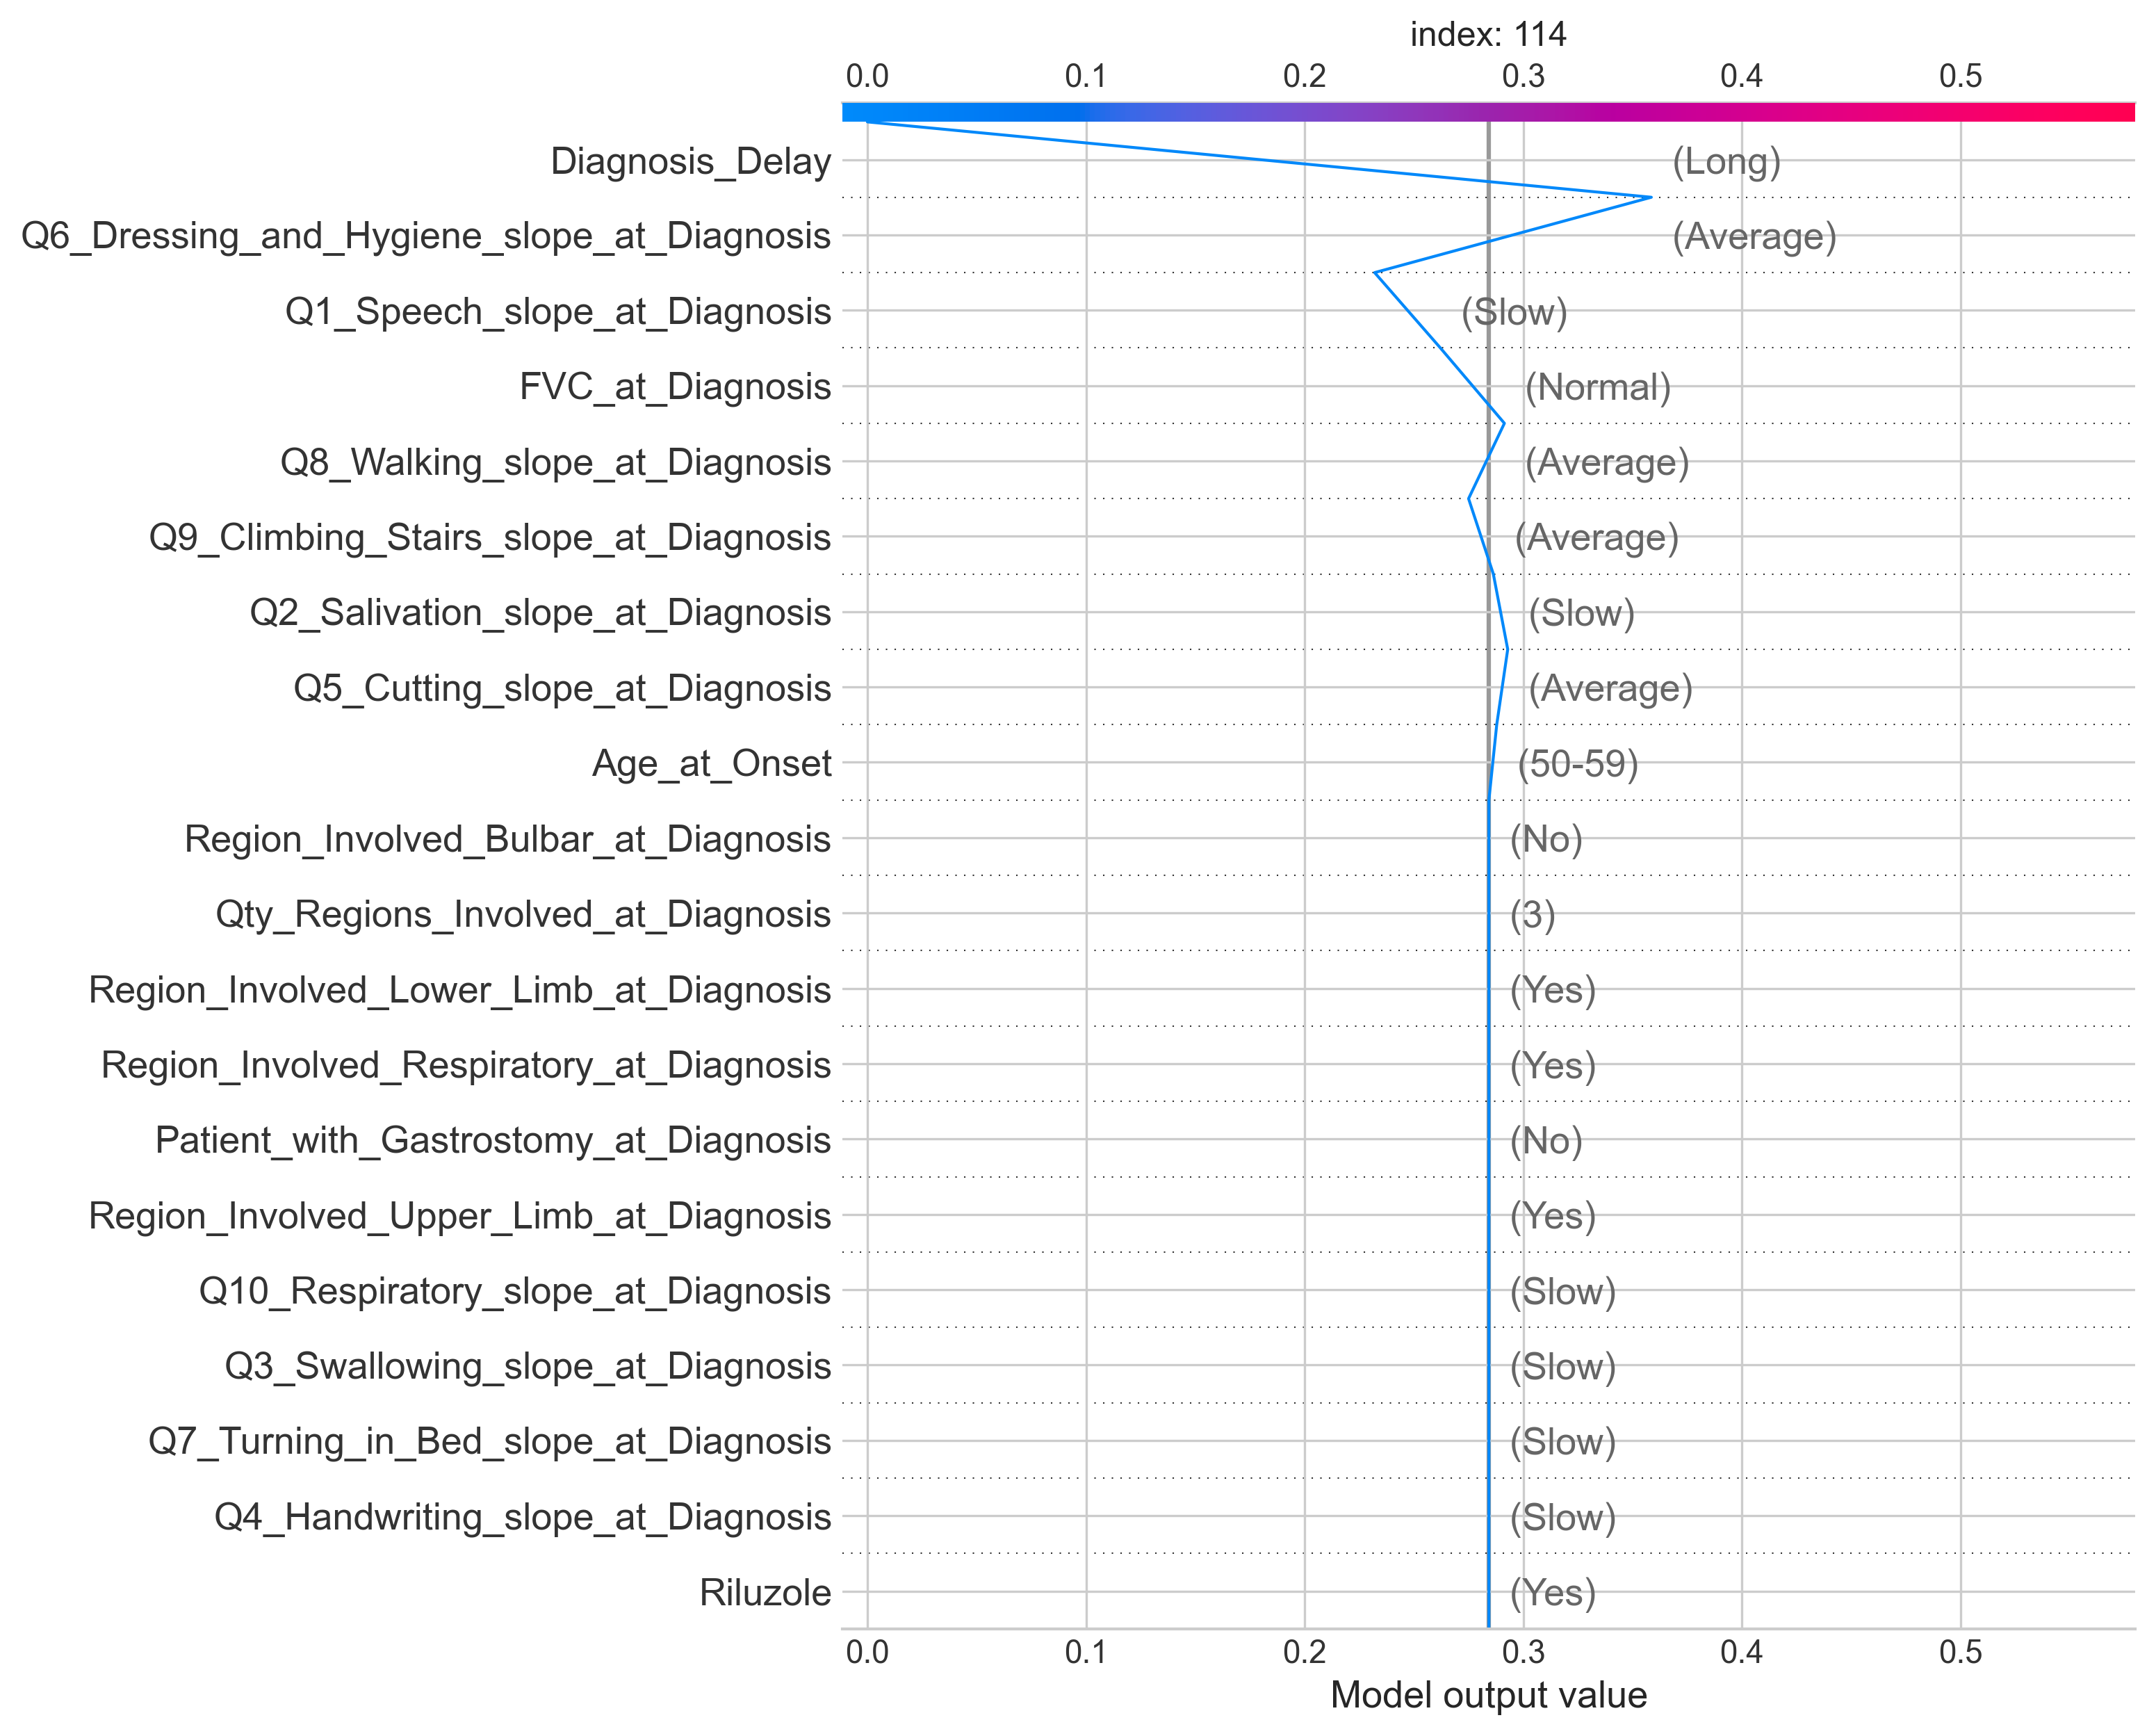 index: 114
0.0 0.1 0.2 0.3 0.4 0.5
Diagnosis_Delay (Long)
Q6_Dressing_and_Hygiene_slope_at_Diagnosis (Average)
Q1_Speech_slope_at_Diagnosis (Slow)
FVC_at_Diagnosis (Normal)
Q8_Walking_slope_at_Diagnosis (Average)
Q9_Climbing_Stairs_slope_at_Diagnosis (Average)
Q2_Salivation_slope_at_Diagnosis (Slow)
Q5_Cutting_slope_at_Diagnosis (Average)
Age_at_Onset (50-59)
Region_Involved_Bulbar_at_Diagnosis (No)
Qty_Regions_Involved_at_Diagnosis (3)
Region_Involved_Lower_Limb_at_Diagnosis (Yes)
Region_Involved_Respiratory_at_Diagnosis (Yes)
Patient_with_Gastrostomy_at_Diagnosis (No)
Region_Involved_Upper_Limb_at_Diagnosis (Yes)
Q10_Respiratory_slope_at_Diagnosis (Slow)
Q3_Swallowing_slope_at_Diagnosis (Slow)
Q7_Turning_in_Bed_slope_at_Diagnosis (Slow)
Q4_Handwriting_slope_at_Diagnosis (Slow)
Riluzole (Yes)
0.0 0.1 0.2 0.3 0.4 0.5
Model output value